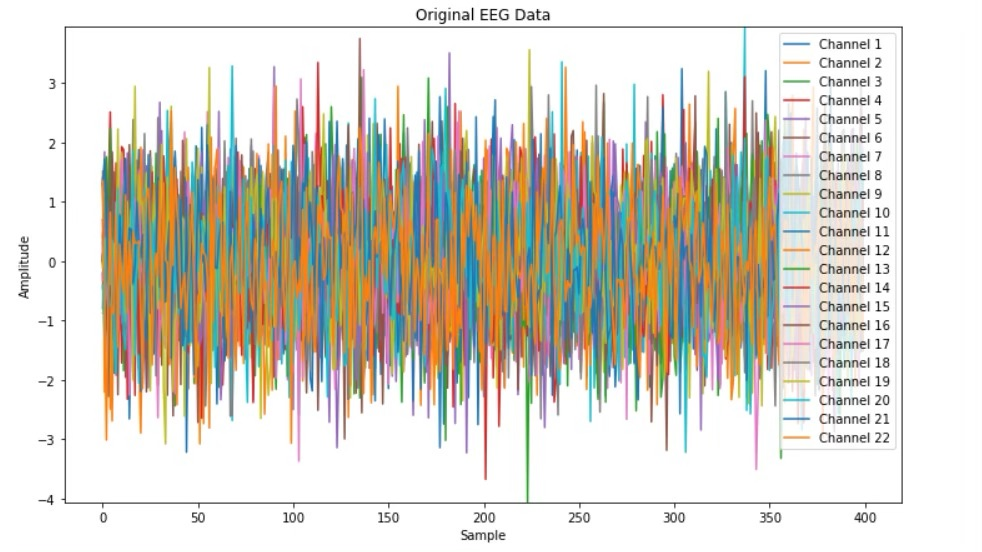 Original EEG Data
Amplitude
3
2
1
0
−1
−2
−3
−4
0
50
100
150
200
250
300
350
400
Sample
Channel 1
Channel 2
Channel 3
Channel 4
Channel 5
Channel 6
Channel 7
Channel 8
Channel 9
Channel 10
Channel 11
Channel 12
Channel 13
Channel 14
Channel 15
Channel 16
Channel 17
Channel 18
Channel 19
Channel 20
Channel 21
Channel 22